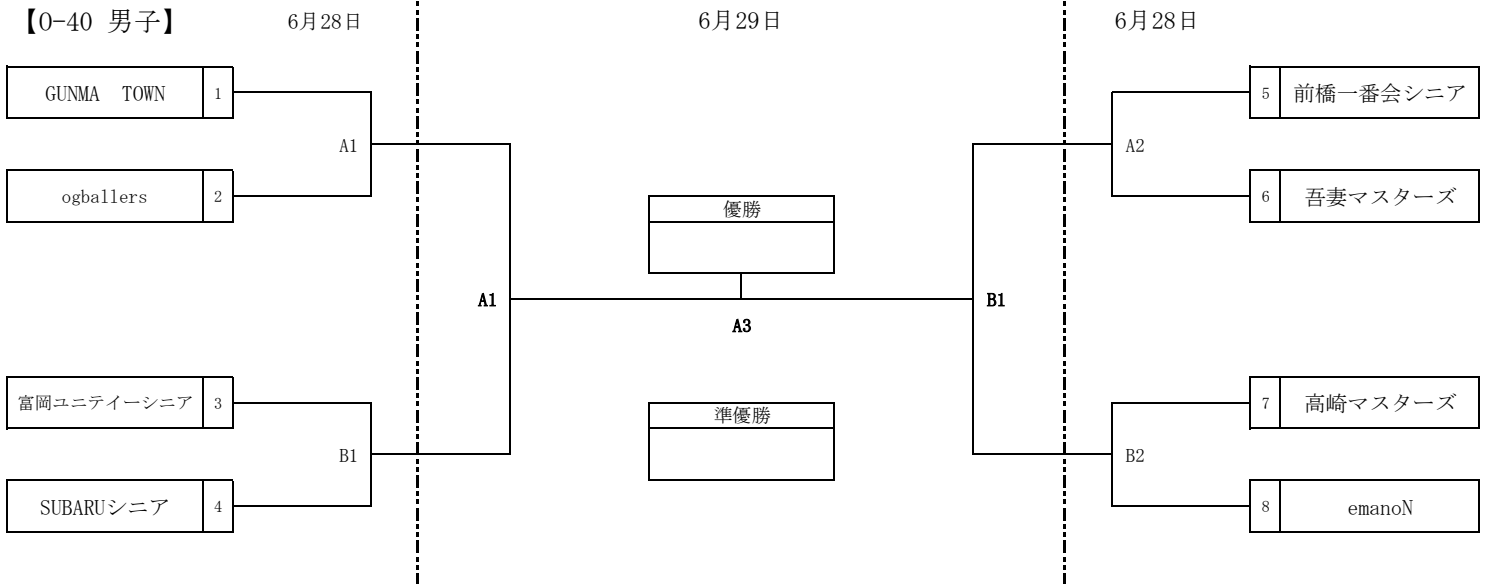 【O-40 男子】 6月28日 6月29日 6月28日
GUNMA　TOWN 1
5 前橋一番会シニア
A1
A2
ogballers 2
6 吾妻マスターズ
優勝
A1
B1
A3
富岡ユニテイーシニア 3
7 高崎マスターズ
準優勝
B1
B2
SUBARUシニア 4
8 emanoN